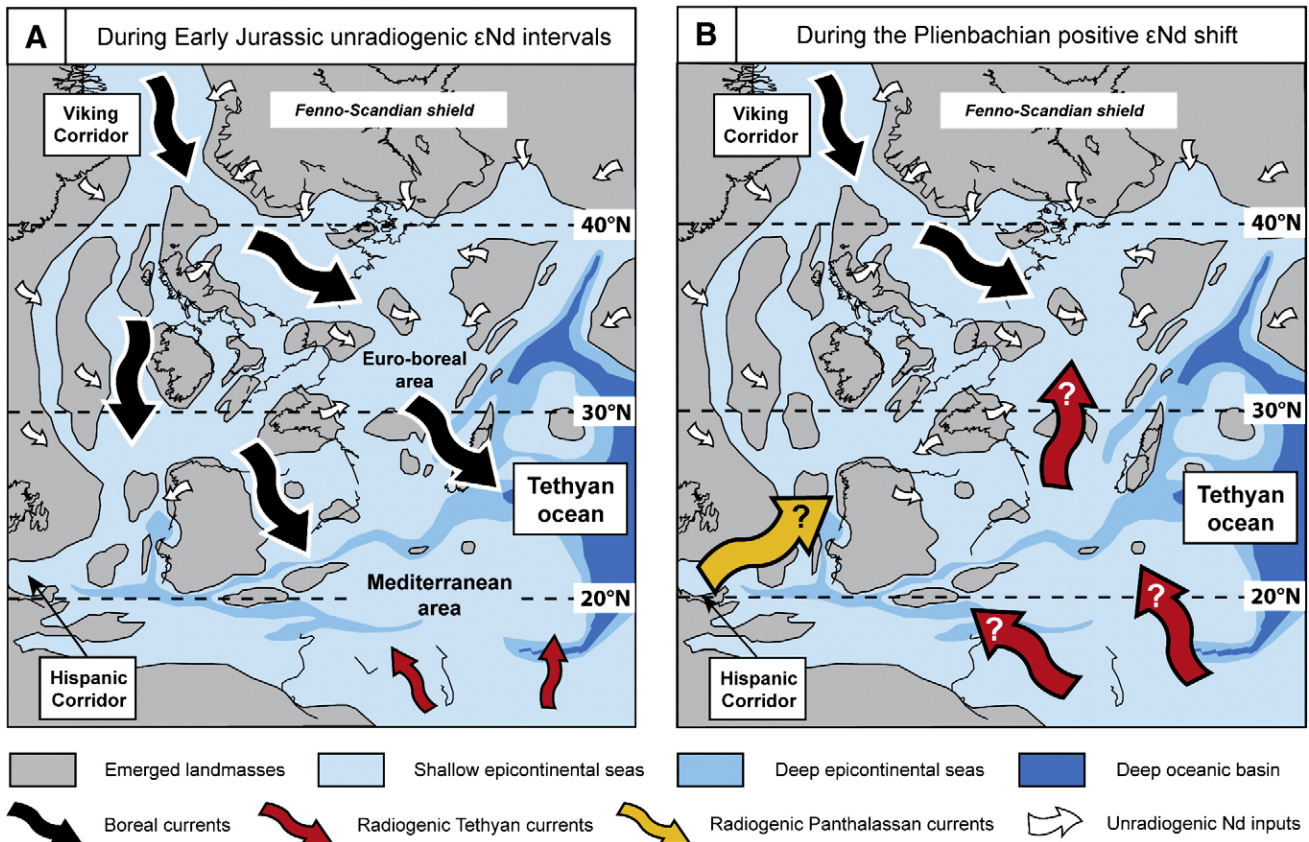 A
During Early Jurassic unradiogenic εNd intervals
Viking
Corridor
Fenno-Scandian shield
40°N
Euro-boreal
area
30°N
Tethyan
ocean
Mediterranean
area
20°N
Hispanic
Corridor
B
During the Plienbachian positive εNd shift
Viking
Corridor
Fenno-Scandian shield
40°N
?
30°N
Tethyan
ocean
?
20°N
?
?
Hispanic
Corridor
Emerged landmasses
Shallow epicontinental seas
Deep epicontinental seas
Deep oceanic basin
Boreal currents
Radiogenic Tethyan currents
Radiogenic Panthalassan currents
Unradiogenic Nd inputs